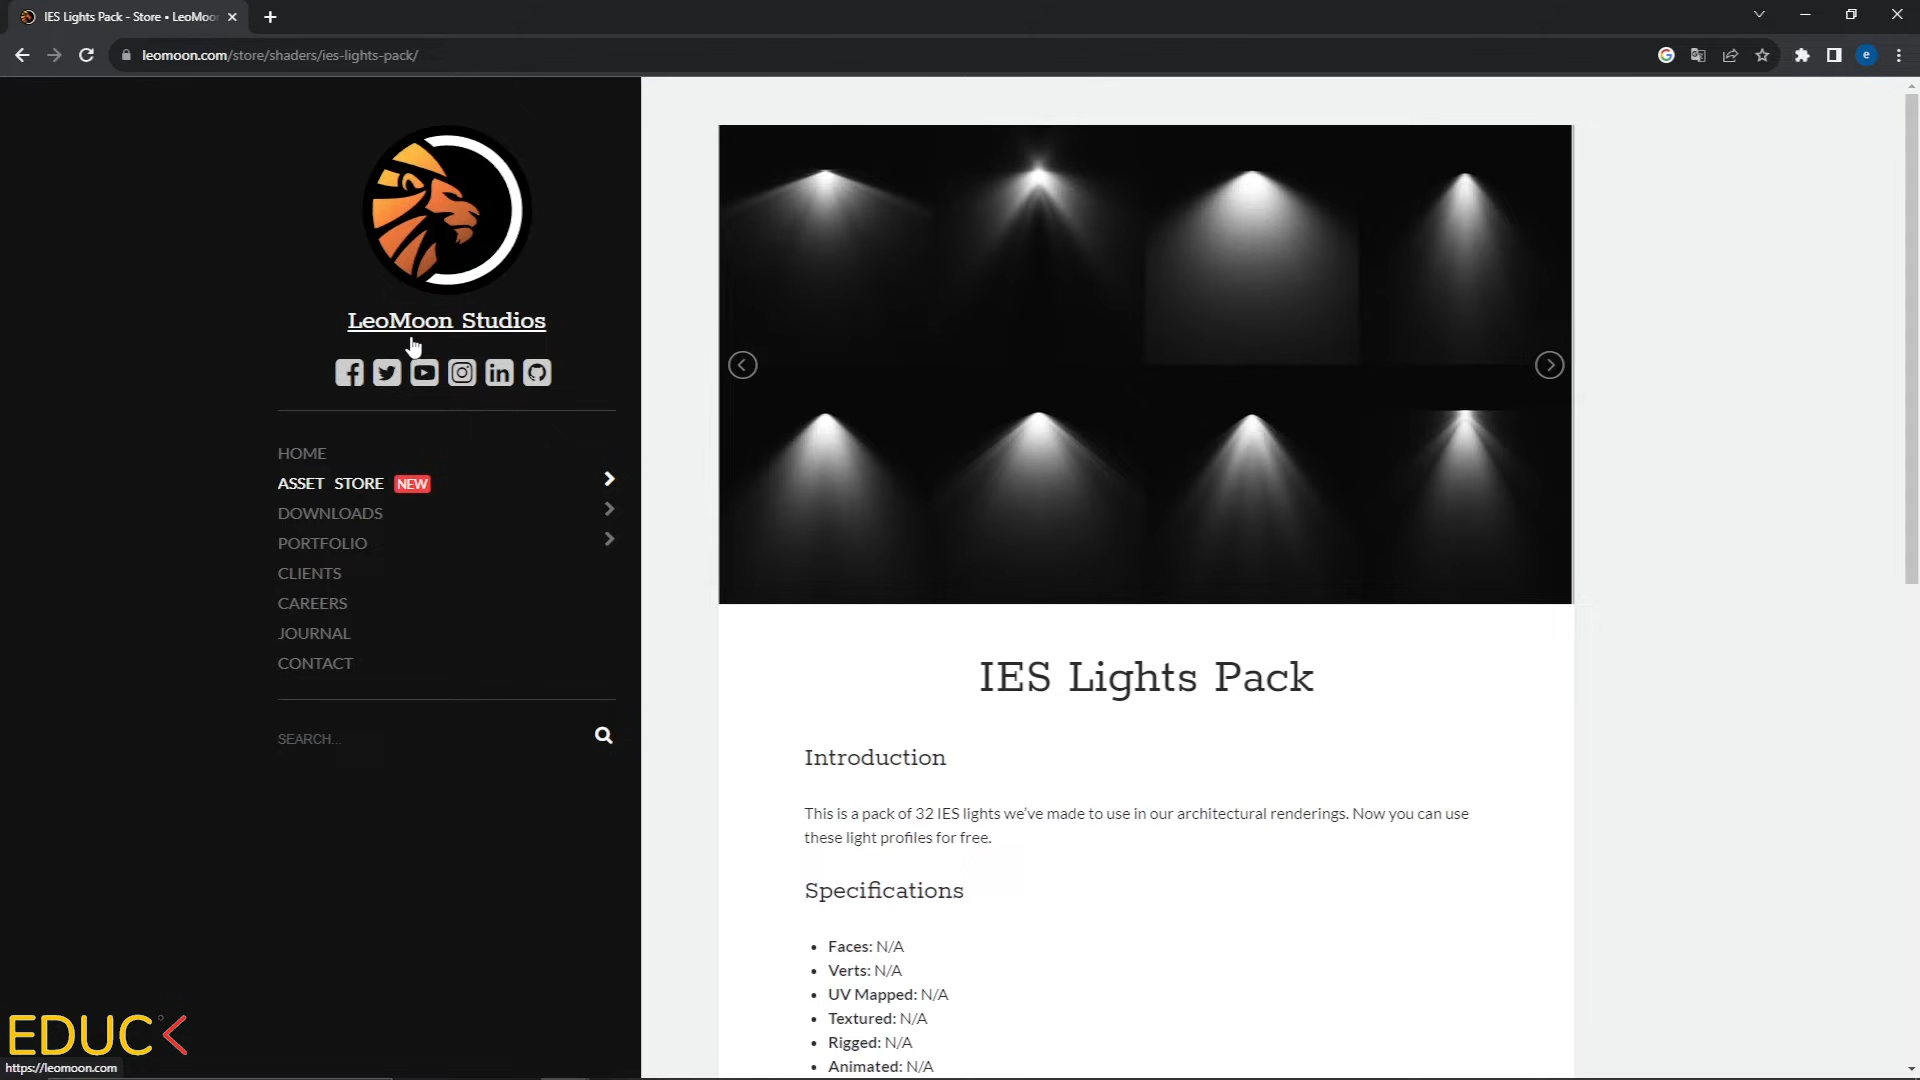 IES Lights Pack - Store • LeoMoon
leomoon.com/store/shaders/ies-lights-pack/
e
LeoMoon Studios
HOME
ASSET STORE NEW
DOWNLOADS
PORTFOLIO
CLIENTS
CAREERS
JOURNAL
CONTACT
SEARCH...
IES Lights Pack
Introduction
This is a pack of 32 IES lights we've made to use in our architectural renderings. Now you can use
these light profiles for free.
Specifications
• Faces: N/A
• Verts: N/A
• UV Mapped: N/A
• Textured: N/A
• Rigged: N/A
• Animated: N/A
EDUC
https://leomoon.com